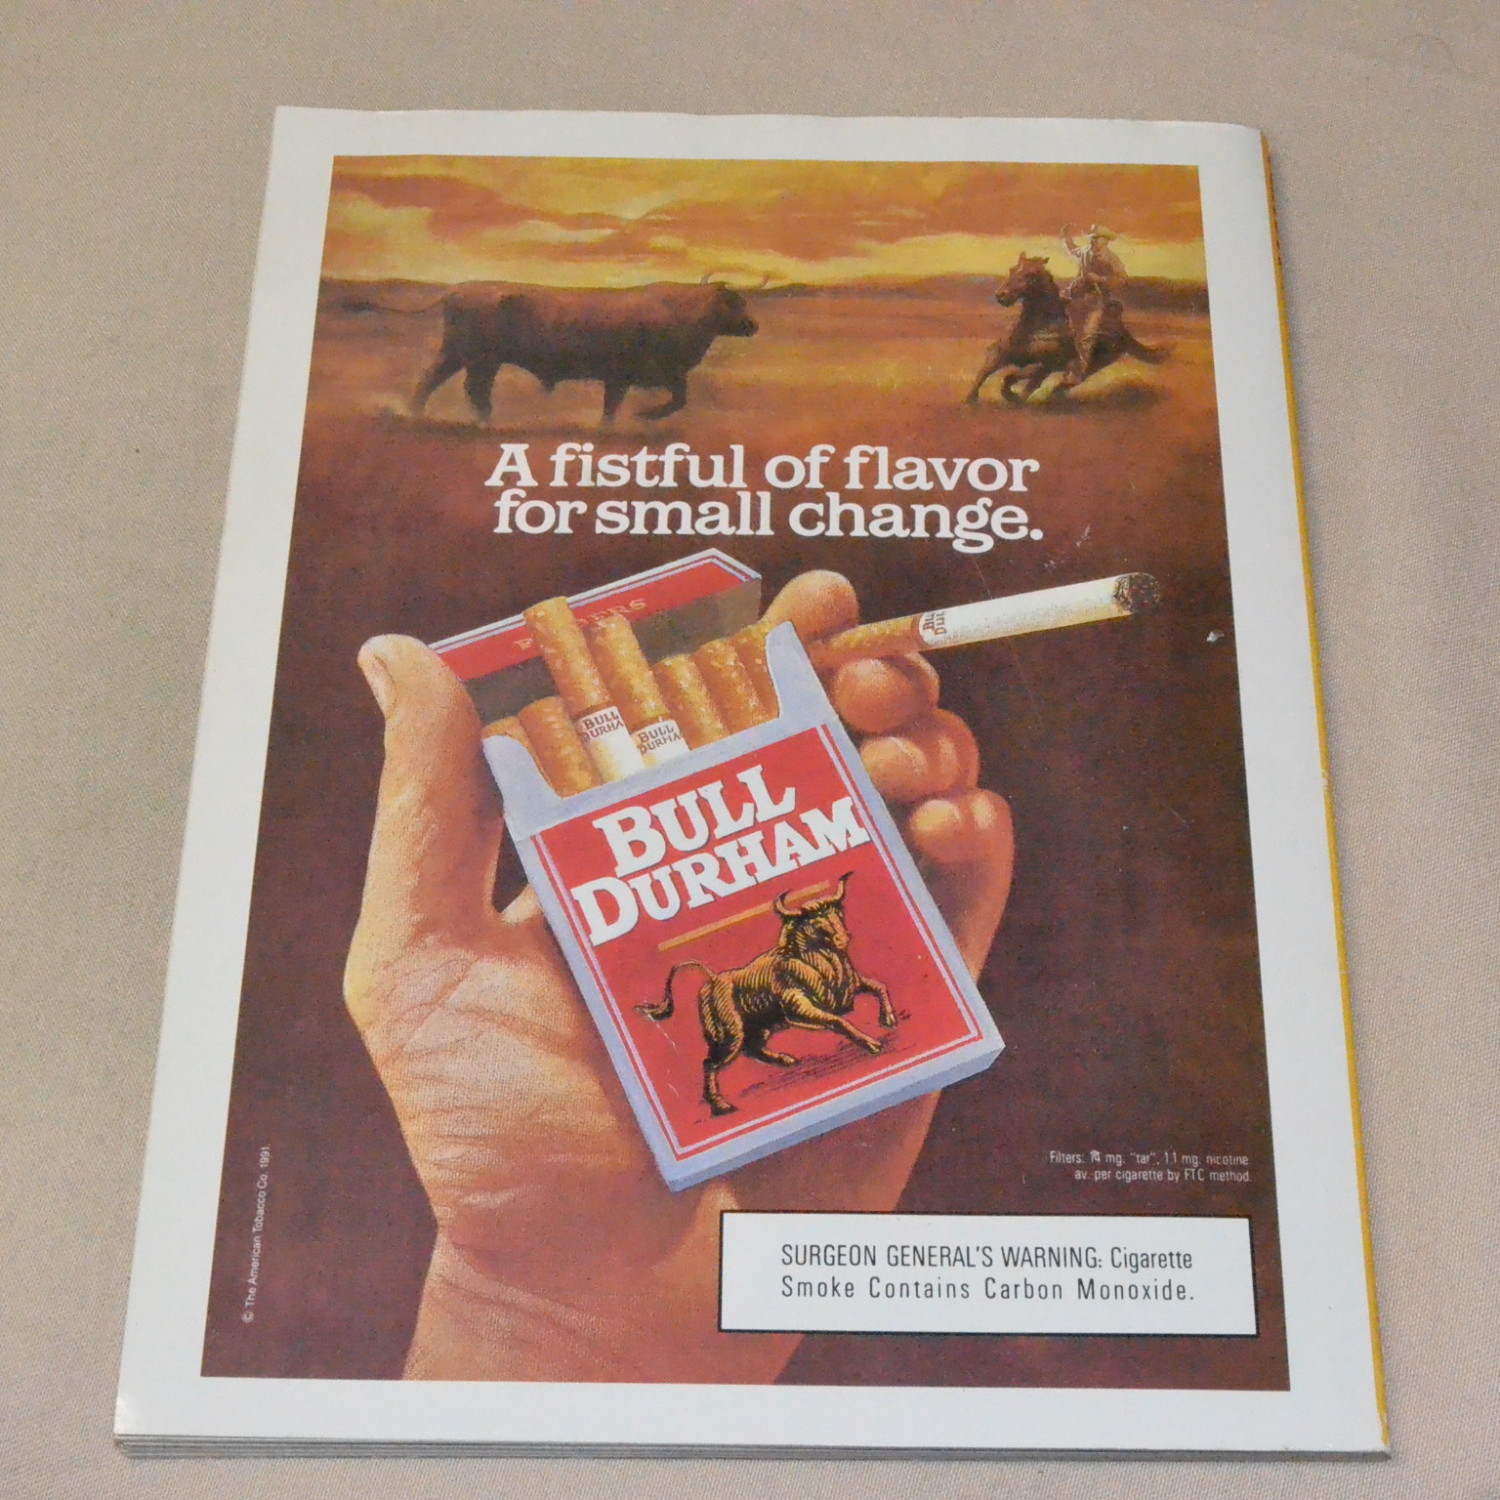 A fistful of flavor
for small change.
FILTERS
BULL
DURHAM
BULL
DURHA
BULL
DURHA
BULL
DURHAM
Filters: 14 mg. "tar", 1.1 mg. nicotine
av. per cigarette by FTC method.
© The American Tobacco Co. 1991.
SURGEON GENERAL'S WARNING: Cigarette
Smoke Contains Carbon Monoxide.